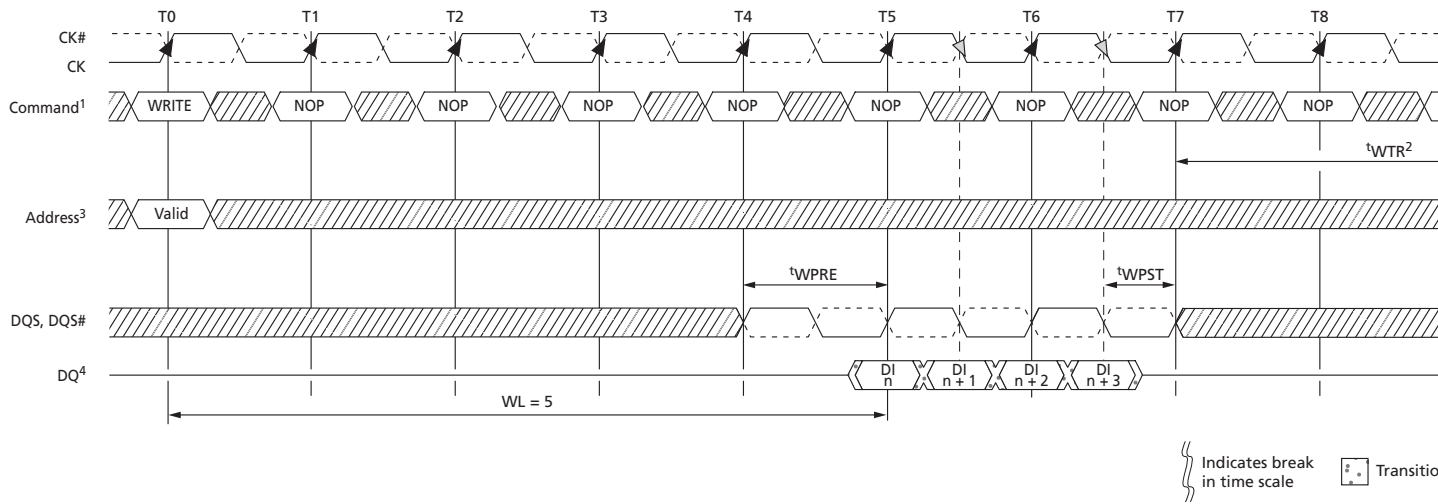 T0 T1 T2 T3 T4 T5 T6 T7 T8
CK#
CK
Command1 WRITE NOP NOP NOP NOP NOP NOP NOP NOP
tWTR2
Address3 Valid
tWPRE tWPST
DQS, DQS#
DQ4 DI n DI n + 1 DI n + 2 DI n + 3
WL = 5
Indicates break
in time scale